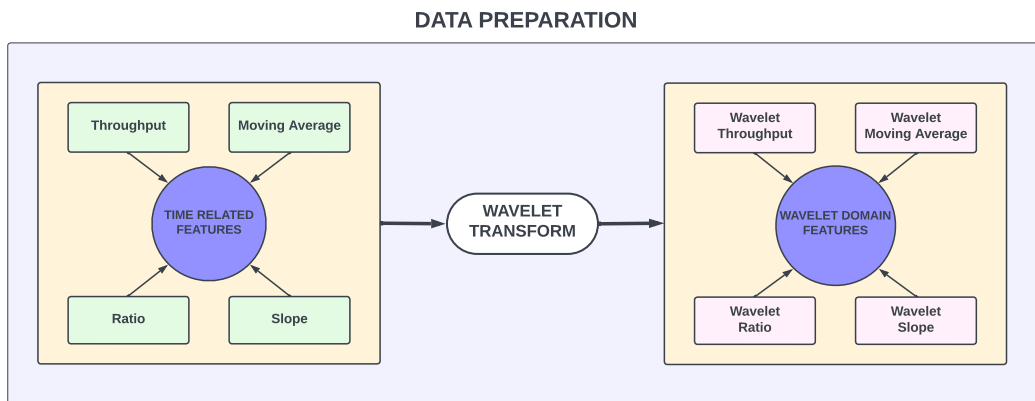 DATA PREPARATION
Throughput
Moving Average
TIME RELATED
FEATURES
Ratio
Slope
WAVELET
TRANSFORM
Wavelet
Throughput
Wavelet
Moving Average
WAVELET DOMAIN
FEATURES
Wavelet
Ratio
Wavelet
Slope